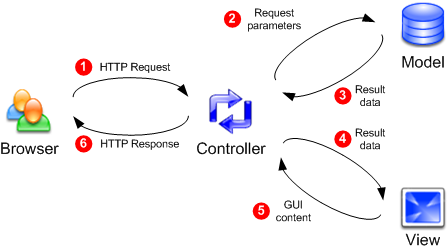 1 HTTP Request
2 Request
parameters
3 Result
data
4 Result
data
5 GUI
content
6 HTTP Response
Browser
Controller
Model
View